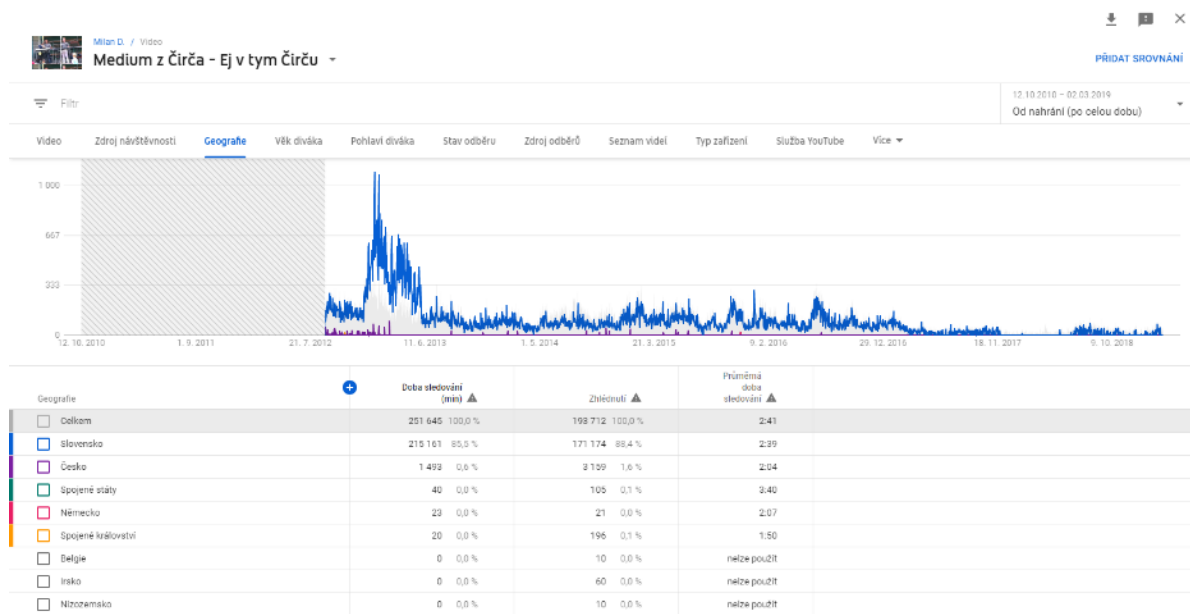 Milan D. / Video
Medium z Čirča - Ej v tym Čirču
PŘIDAT SROVNÁNÍ
Filtr
12.10.2010 – 02.03.2019
Od nahrání (po celou dobu)
Video Zdroj návštěvnosti Geografie Věk diváka Pohlaví diváka Stav odběru Zdroj odběrů Seznam videí Typ zařízení Služba YouTube Více
1 000
667
333
0
12. 10. 2010 1. 9. 2011 21. 7. 2012 11. 6. 2013 1. 5. 2014 21. 3. 2015 9. 2. 2016 29. 12. 2016 18. 11. 2017 9. 10. 2018
Geografie Doba sledování (min) Zhlédnutí Průměrná doba sledování
Celkem 251 645 100,0 % 193 712 100,0 % 2:41
Slovensko 215 161 85,5 % 171 174 88,4 % 2:39
Česko 1 493 0,6 % 3 159 1,6 % 2:04
Spojené státy 40 0,0 % 105 0,1 % 3:40
Německo 23 0,0 % 21 0,0 % 2:07
Spojené království 20 0,0 % 196 0,1 % 1:50
Belgie 0 0,0 % 10 0,0 % nelze použít
Irsko 0 0,0 % 60 0,0 % nelze použít
Nizozemsko 0 0,0 % 10 0,0 % nelze použít